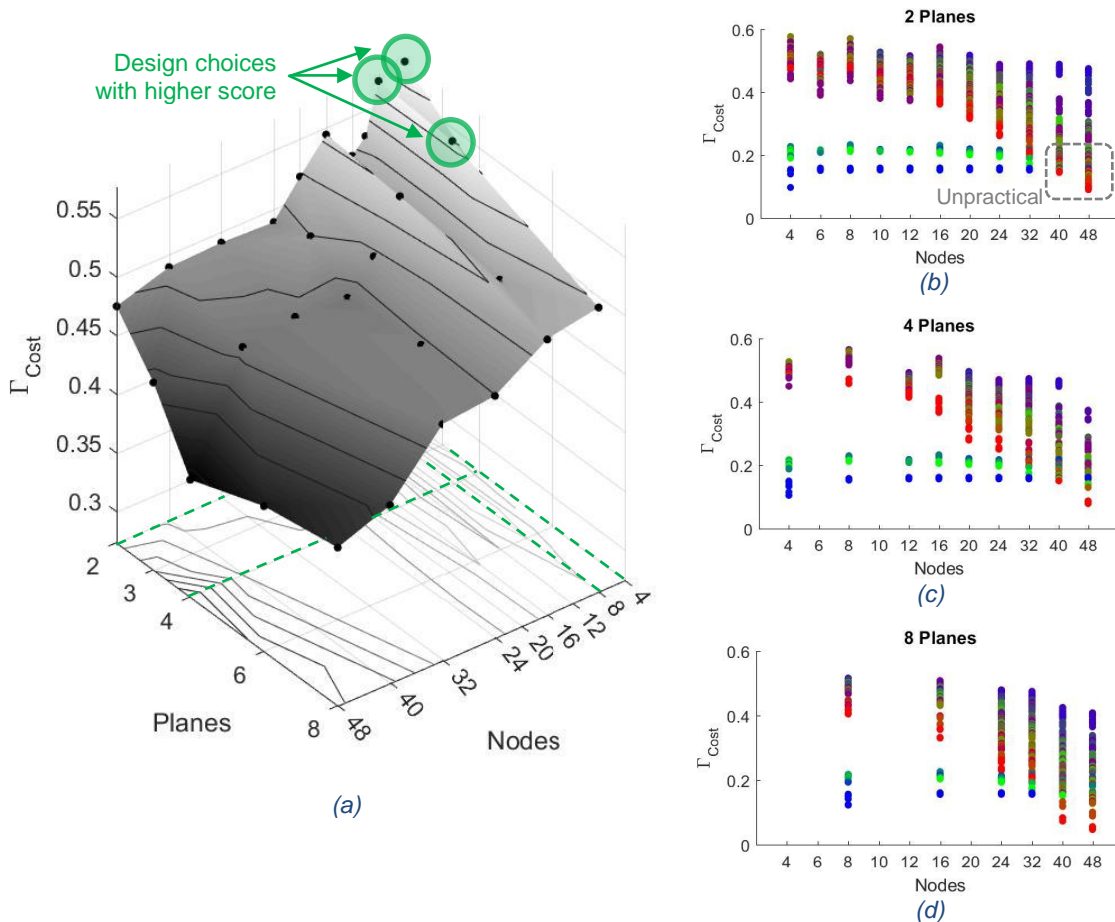 Design choices
with higher score
Γ Cost
0.55
0.5
0.45
0.4
0.35
0.3
2
3
4
6
8
Planes
48
40
32
24
20
16
12
8
4
Nodes
(a)
2 Planes
Γ Cost
0.6
0.4
0.2
0
Unpractical
4 6 8 10 12 16 20 24 32 40 48
Nodes
(b)
4 Planes
Γ Cost
0.6
0.4
0.2
0
4 6 8 10 12 16 20 24 32 40 48
Nodes
(c)
8 Planes
Γ Cost
0.6
0.4
0.2
0
4 6 8 10 12 16 20 24 32 40 48
Nodes
(d)